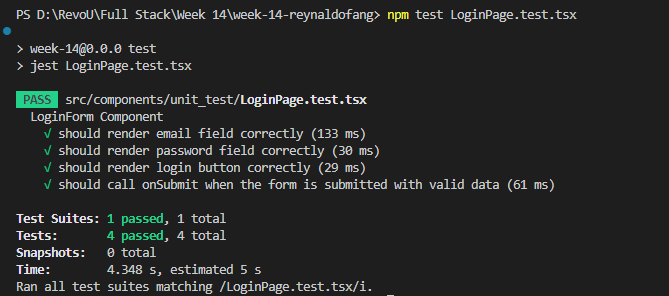 PS D:\RevoU\Full Stack\Week 14\week-14-reynaldofang> npm test LoginPage.test.tsx
> week-14@0.0.0 test
> jest LoginPage.test.tsx
PASS src/components/unit_test/LoginPage.test.tsx
LoginForm Component
√ should render email field correctly (133 ms)
√ should render password field correctly (30 ms)
√ should render login button correctly (29 ms)
√ should call onSubmit when the form is submitted with valid data (61 ms)
Test Suites: 1 passed, 1 total
Tests: 4 passed, 4 total
Snapshots: 0 total
Time: 4.348 s, estimated 5 s
Ran all test suites matching /LoginPage.test.tsx/i.